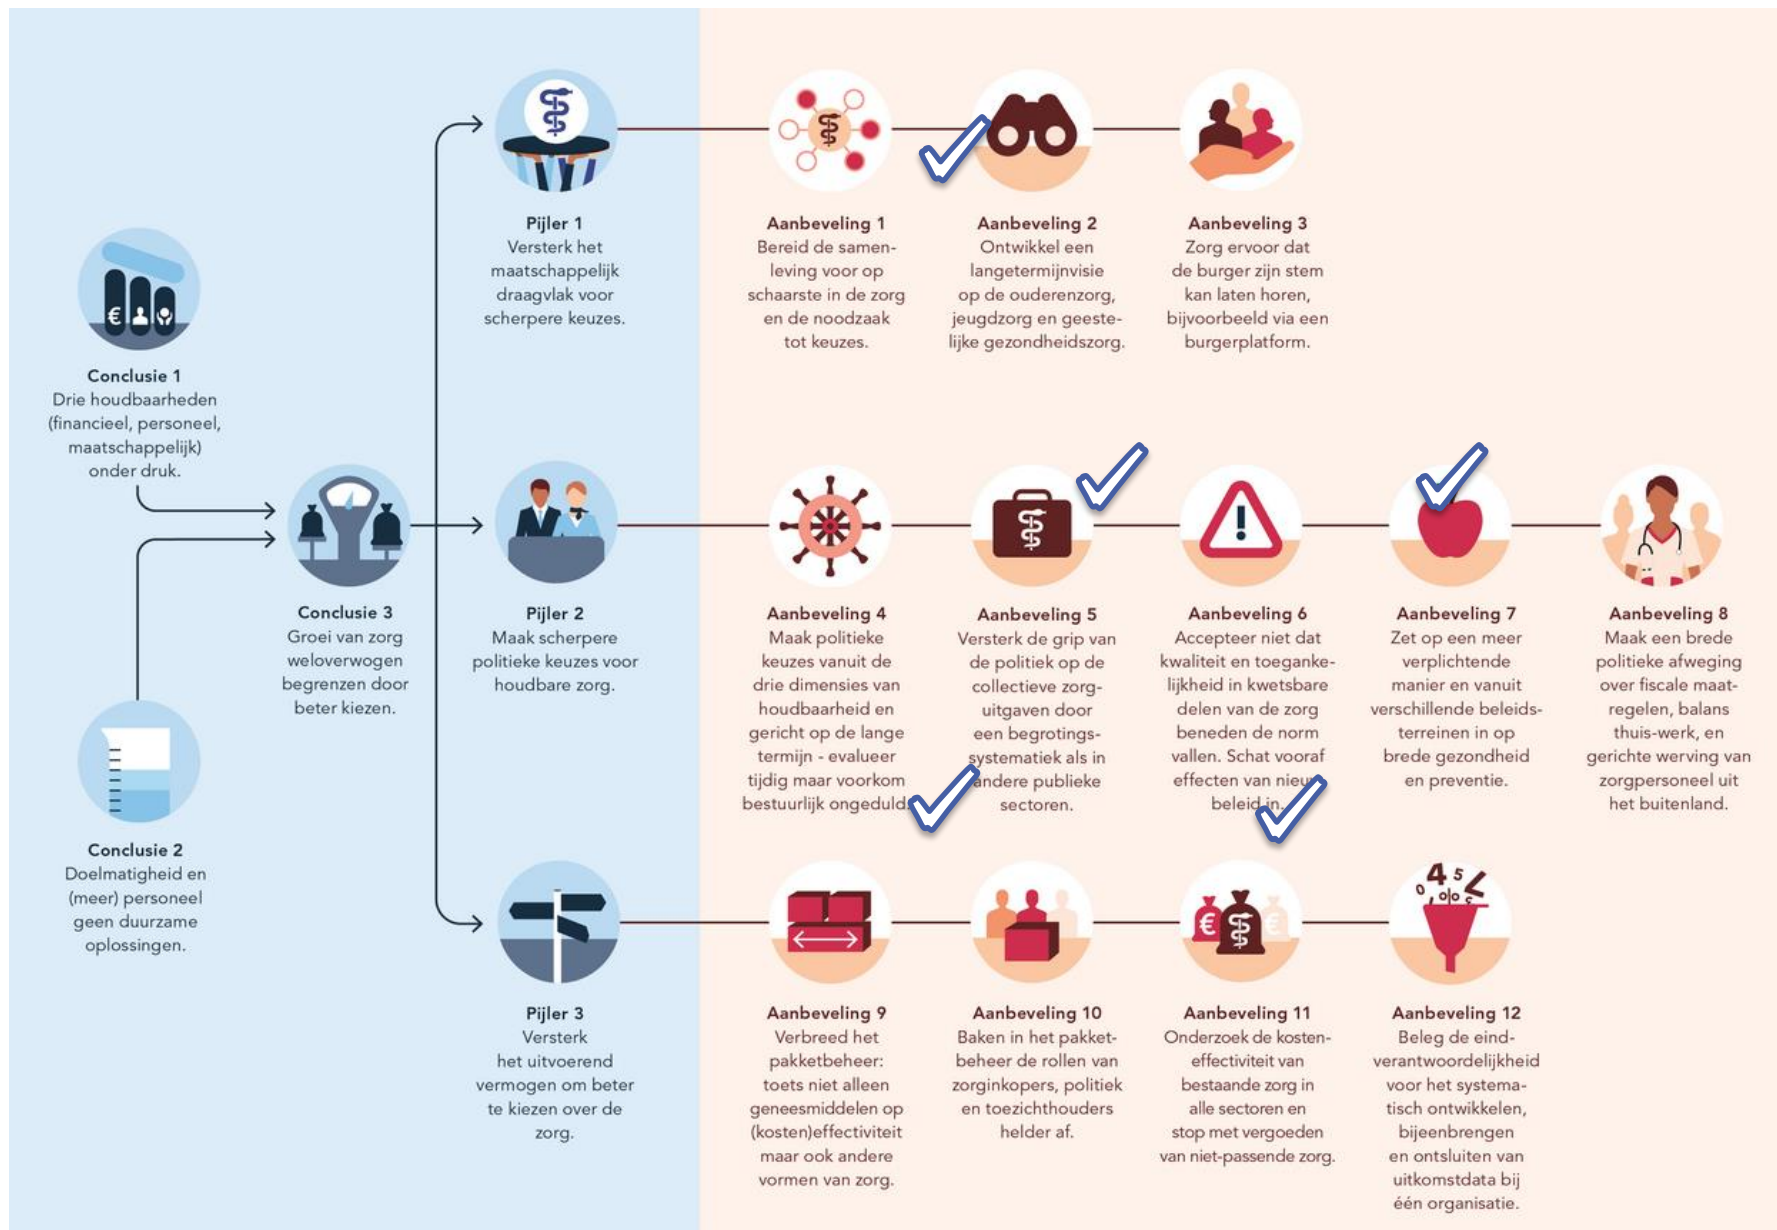 Conclusie 1
Drie houdbaarheden
(financieel, personeel,
maatschappelijk)
onder druk.
Conclusie 2
Doelmatigheid en
(meer) personeel
geen duurzame
oplossingen.
Conclusie 3
Groei van zorg
weloverwogen
begrenzen door
beter kiezen.
Pijler 1
Versterk het
maatschappelijk
draagvlak voor
scherpere keuzes.
Aanbeveling 1
Bereid de samen-
leving voor op
schaarste in de zorg
en de noodzaak
tot keuzes.
Aanbeveling 2
Ontwikkel een
langetermijnvisie
op de ouderenzorg,
jeugdzorg en geeste-
lijke gezondheidszorg.
Aanbeveling 3
Zorg ervoor dat
de burger zijn stem
kan laten horen,
bijvoorbeeld via een
burgerplatform.
Pijler 2
Maak scherpere
politieke keuzes voor
houdbare zorg.
Aanbeveling 4
Maak politieke
keuzes vanuit de
drie dimensies van
houdbaarheid en
gericht op de lange
termijn - evalueer
tijdig maar voorkom
bestuurlijk ongeduld.
Aanbeveling 5
Versterk de grip van
de politiek op de
collectieve zorg-
uitgaven door
een begrotings-
systematiek als in
andere publieke
sectoren.
Aanbeveling 6
Accepteer niet dat
kwaliteit en toeganke-
lijkheid in kwetsbare
delen van de zorg
beneden de norm
vallen. Schat vooraf
effecten van nieuw
beleid in.
Aanbeveling 7
Zet op een meer
verplichtende
manier en vanuit
verschillende beleids-
terreinen in op
brede gezondheid
en preventie.
Aanbeveling 8
Maak een brede
politieke afweging
over fiscale maat-
regelen, balans
thuis-werk, en
gerichte werving van
zorgpersoneel uit
het buitenland.
Pijler 3
Versterk
het uitvoerend
vermogen om beter
te kiezen over de
zorg.
Aanbeveling 9
Verbreed het
pakketbeheer:
toets niet alleen
geneesmiddelen op
(kosten)effectiviteit
maar ook andere
vormen van zorg.
Aanbeveling 10
Baken in het pakket-
beheer de rollen van
zorginkopers, politiek
en toezichthouders
helder af.
Aanbeveling 11
Onderzoek de kosten-
effectiviteit van
bestaande zorg in
alle sectoren en
stop met vergoeden
van niet-passende zorg.
Aanbeveling 12
Beleg de eind-
verantwoordelijkheid
voor het systema-
tisch ontwikkelen,
bijeenbrengen
en ontsluiten van
uitkomstdata bij
één organisatie.